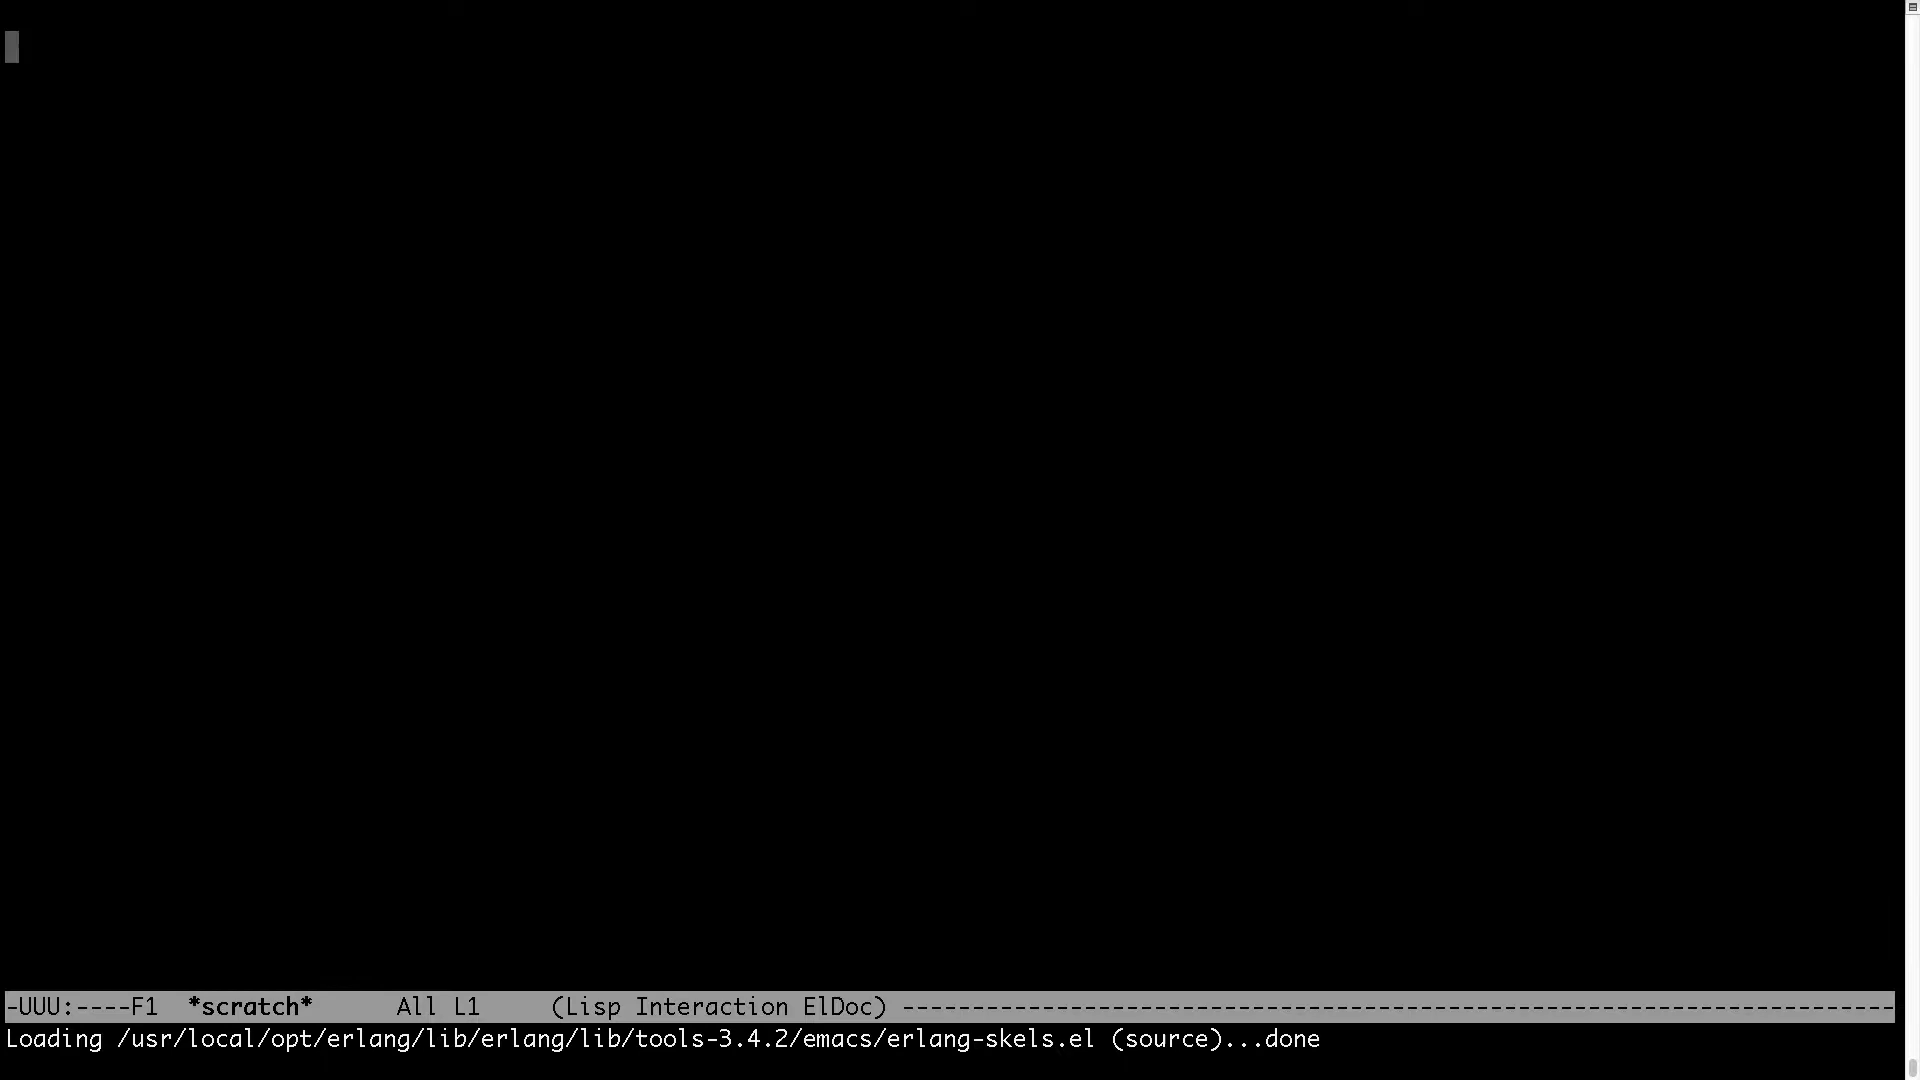 -UUU:----F1  *scratch*      All L1     (Lisp Interaction ElDoc) -----------------------------------------------------------------------
Loading /usr/local/opt/erlang/lib/erlang/lib/tools-3.4.2/emacs/erlang-skels.el (source)...done